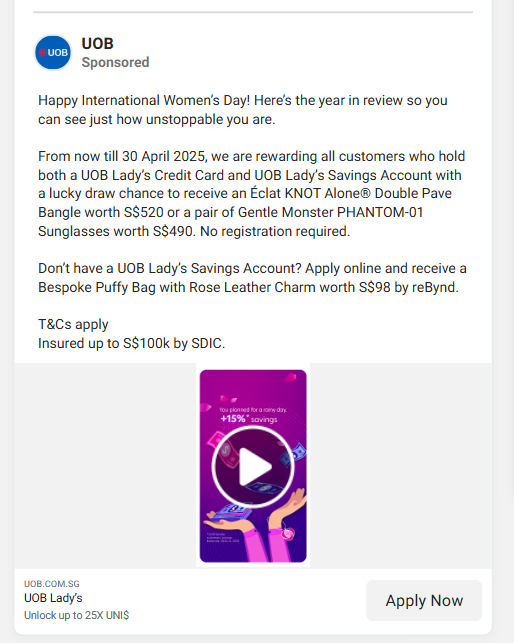 UOB
UOB
Sponsored
Happy International Women's Day! Here's the year in review so you
can see just how unstoppable you are.
From now till 30 April 2025, we are rewarding all customers who hold
both a UOB Lady's Credit Card and UOB Lady's Savings Account with
a lucky draw chance to receive an Éclat KNOT Alone® Double Pave
Bangle worth S$520 or a pair of Gentle Monster PHANTOM-01
Sunglasses worth S$490. No registration required.
Don't have a UOB Lady's Savings Account? Apply online and receive a
Bespoke Puffy Bag with Rose Leather Charm worth S$98 by reBynd.
T&Cs apply
Insured up to S$100k by SDIC.
You planned for a rainy day.
+15%* savings
UOB.COM.SG
UOB Lady's
Unlock up to 25X UNI$
Apply Now